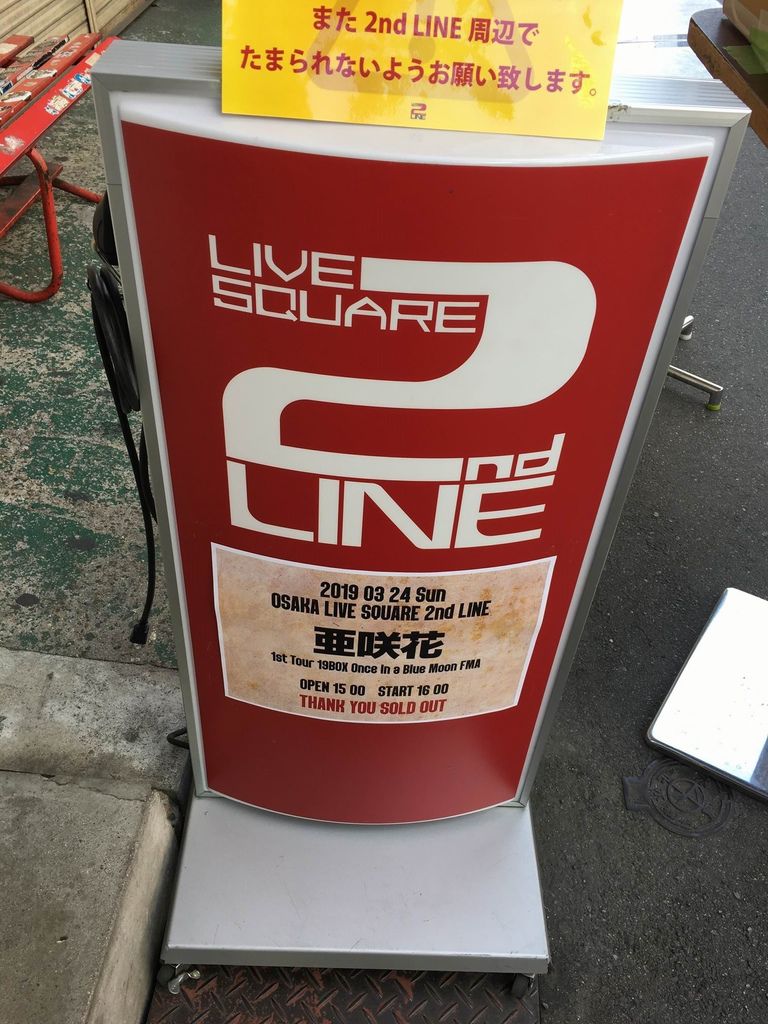 また 2nd LINE 周辺で
たまられないようお願い致します。
2nd LINE
LIVE
SQUARE
2nd
LINE
2019 03 24 Sun
OSAKA LIVE SQUARE 2nd LINE
亜咲花
1st Tour 19BOX Once In a Blue Moon FMA
OPEN 15 00 START 16 00
THANK YOU SOLD OUT